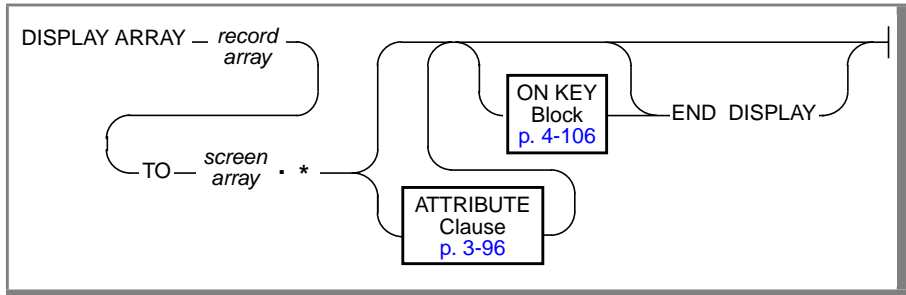 DISPLAY ARRAY record
array
TO screen
array . *
ON KEY
Block
p. 4-106
END DISPLAY
ATTRIBUTE
Clause
p. 3-96